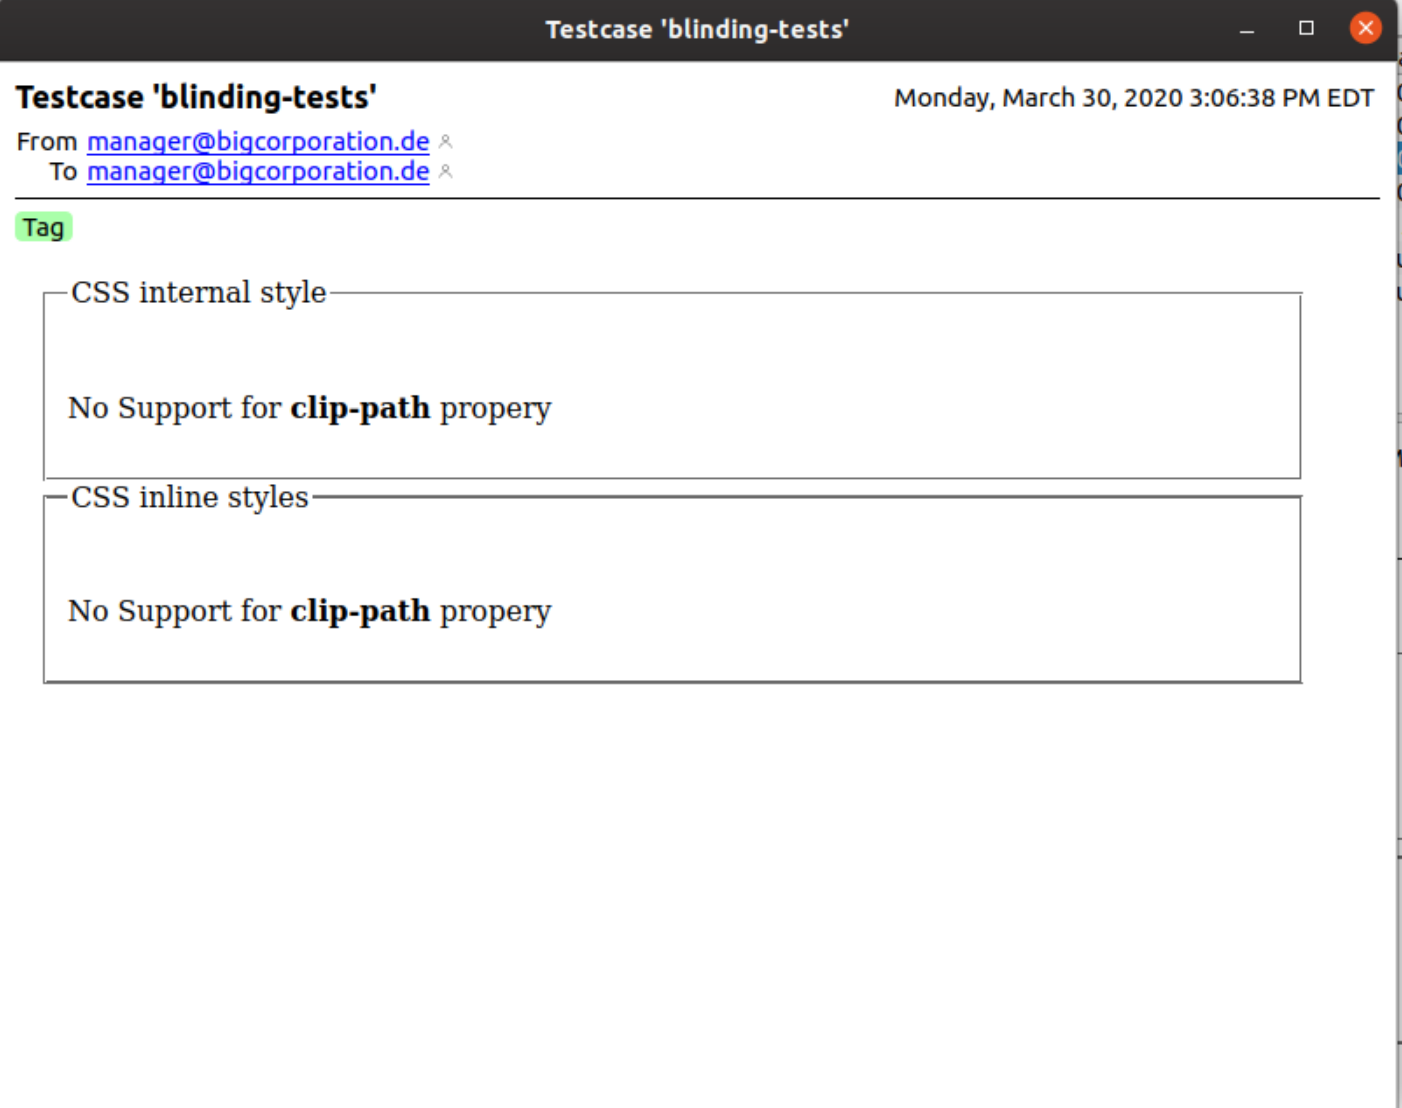 Testcase 'blinding-tests'
Testcase 'blinding-tests' Monday, March 30, 2020 3:06:38 PM EDT
From manager@bigcorporation.de
To manager@bigcorporation.de
Tag
CSS internal style
No Support for clip-path propery
CSS inline styles
No Support for clip-path propery